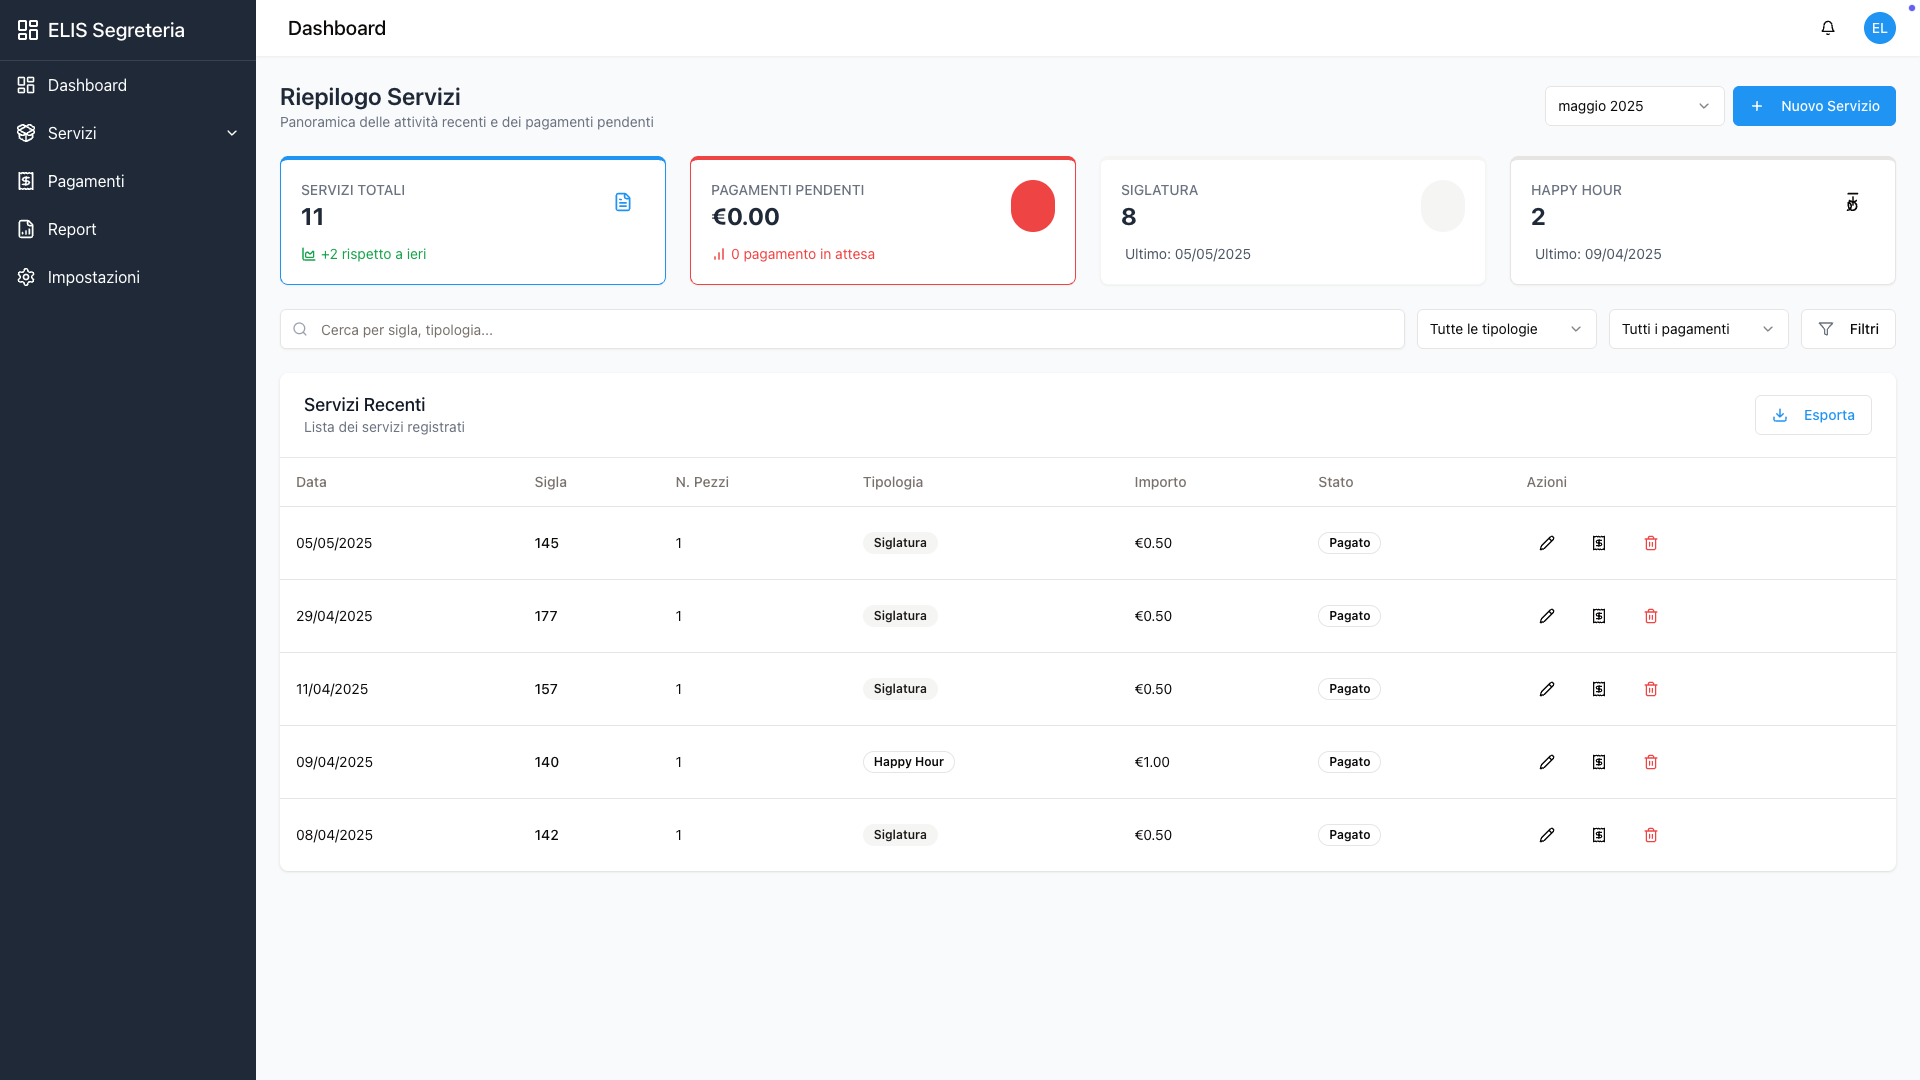 ELIS Segreteria
Dashboard
Servizi
Pagamenti
Report
Impostazioni
Dashboard
EL
Riepilogo Servizi
Panoramica delle attività recenti e dei pagamenti pendenti
maggio 2025
Nuovo Servizio
SERVIZI TOTALI
11
+2 rispetto a ieri
PAGAMENTI PENDENTI
€0.00
0 pagamento in attesa
SIGLATURA
8
Ultimo: 05/05/2025
HAPPY HOUR
2
Ultimo: 09/04/2025
Cerca per sigla, tipologia...
Tutte le tipologie
Tutti i pagamenti
Filtri
Servizi Recenti
Lista dei servizi registrati
Esporta
Data Sigla N. Pezzi Tipologia Importo Stato Azioni
05/05/2025 145 1 Siglatura €0.50 Pagato
29/04/2025 177 1 Siglatura €0.50 Pagato
11/04/2025 157 1 Siglatura €0.50 Pagato
09/04/2025 140 1 Happy Hour €1.00 Pagato
08/04/2025 142 1 Siglatura €0.50 Pagato